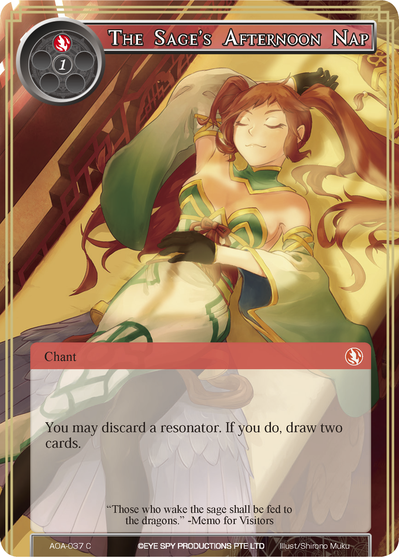 The Sage's Afternoon Nap
1
Chant
You may discard a resonator. If you do, draw two
cards.
“Those who wake the sage shall be fed to
the dragons.” -Memo for Visitors
AOA-037 C ©EYE SPY PRODUCTIONS PTE LTD Illust/Shirono Muku